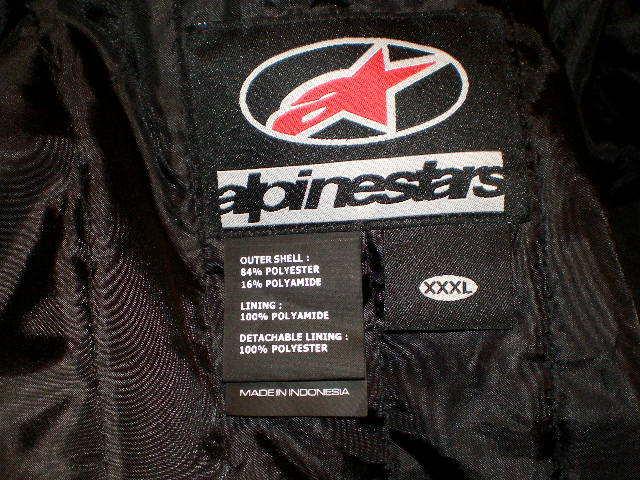 alpinestars
OUTER SHELL :
84% POLYESTER
16% POLYAMIDE
LINING :
100% POLYAMIDE
DETACHABLE LINING :
100% POLYESTER
MADE IN INDONESIA
XXXL